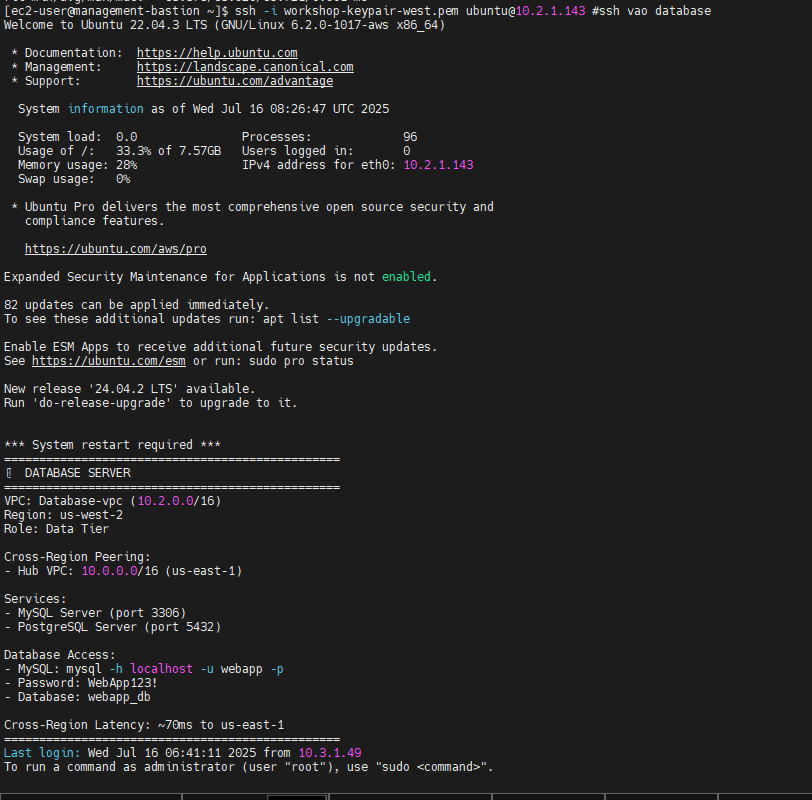 [ec2-user@management-bastion ~]$ ssh -i workshop-keypair-west.pem ubuntu@10.2.1.143 #ssh vao database
Welcome to Ubuntu 22.04.3 LTS (GNU/Linux 6.2.0-1017-aws x86_64)
* Documentation: https://help.ubuntu.com
* Management: https://landscape.canonical.com
* Support: https://ubuntu.com/advantage
System information as of Wed Jul 16 08:26:47 UTC 2025
System load: 0.0 Processes: 96
Usage of /: 33.3% of 7.57GB Users logged in: 0
Memory usage: 28% IPv4 address for eth0: 10.2.1.143
Swap usage: 0%
* Ubuntu Pro delivers the most comprehensive open source security and
compliance features.
https://ubuntu.com/aws/pro
Expanded Security Maintenance for Applications is not enabled.
82 updates can be applied immediately.
To see these additional updates run: apt list --upgradable
Enable ESM Apps to receive additional future security updates.
See https://ubuntu.com/esm or run: sudo pro status
New release '24.04.2 LTS' available.
Run 'do-release-upgrade' to upgrade to it.
*** System restart required ***
================================================
DATABASE SERVER
================================================
VPC: Database-vpc (10.2.0.0/16)
Region: us-west-2
Role: Data Tier
Cross-Region Peering:
- Hub VPC: 10.0.0.0/16 (us-east-1)
Services:
- MySQL Server (port 3306)
- PostgreSQL Server (port 5432)
Database Access:
- MySQL: mysql -h localhost -u webapp -p
- Password: WebApp123!
- Database: webapp_db
Cross-Region Latency: ~70ms to us-east-1
================================================
Last login: Wed Jul 16 06:41:11 2025 from 10.3.1.49
To run a command as administrator (user "root"), use "sudo <command>".